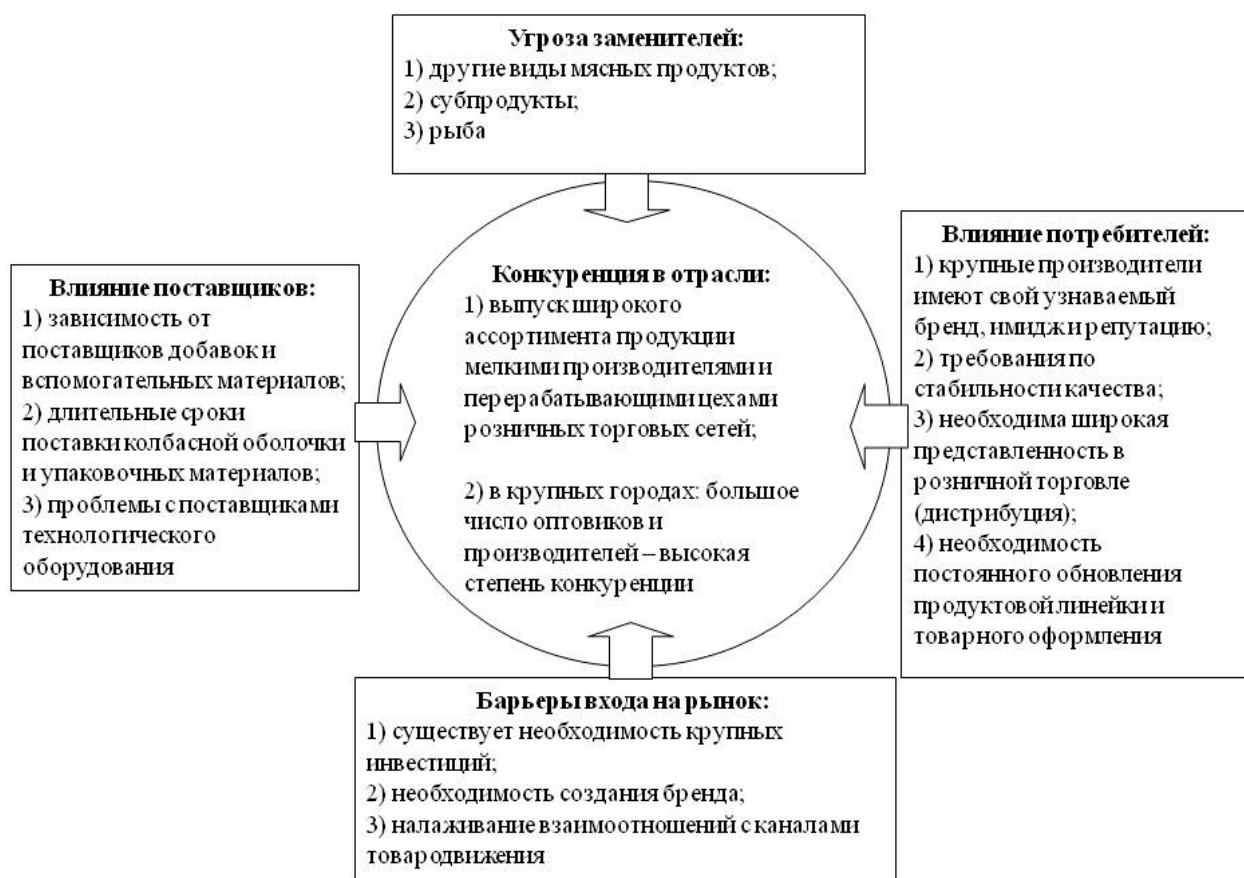 Угроза заменителей:
1) другие виды мясных продуктов;
2) субпродукты;
3) рыба
Влияние поставщиков:
1) зависимость от
поставщиков добавок и
вспомогательных материалов;
2) длительные сроки
поставки колбасной оболочки
и упаковочных материалов;
3) проблемы с поставщиками
технологического
оборудования
Конкуренция в отрасли:
1) выпуск широкого
ассортимента продукции
мелкими производителями и
перерабатывающими цехами
розничных торговых сетей;
2) в крупных городах: большое
число оптовиков и
производителей – высокая
степень конкуренции
Влияние потребителей:
1) крупные производители
имеют свой узнаваемый
бренд, имидж и репутацию;
2) требования по
стабильности качества;
3) необходима широкая
представленность в
розничной торговле
(дистрибуция);
4) необходимость
постоянного обновления
продуктовой линейки и
товарного оформления
Барьеры входа на рынок:
1) существует необходимость крупных
инвестиций;
2) необходимость создания бренда;
3) налаживание взаимоотношений с каналами
товародвижения